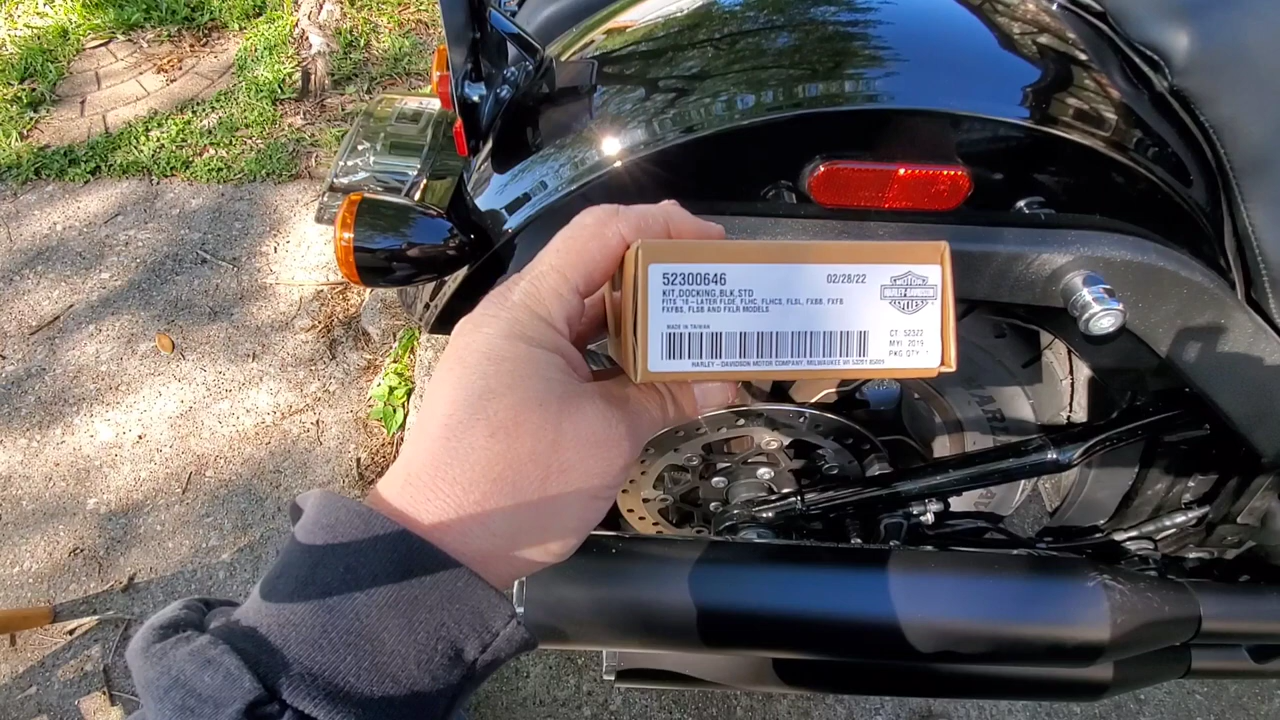 52300646 02/28/22
KIT,DOCKING,BLK,STD
FITS '18-LATER FLDE, FLHC, FLHCS, FLSL, FXBB, FXFB
FXFBS, FLSB AND FXLR MODELS
MADE IN TAIWAN
MOTOR
HARLEY-DAVIDSON
CYCLES
CT 52372
MYI 2019
PKG QTY 1
HARLEY-DAVIDSON MOTOR COMPANY, MILWAUKEE WI 53201